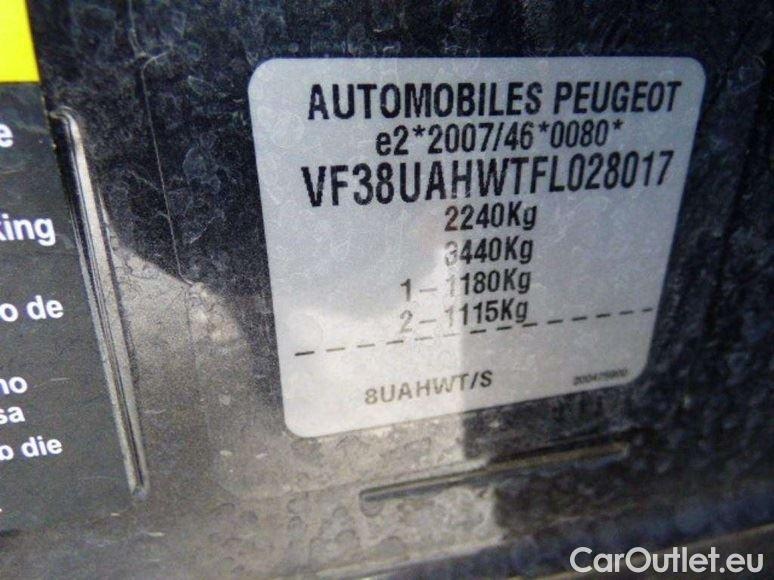 e
king
o de
no
sa
o die
AUTOMOBILES PEUGEOT
e2*2007/46*0080*
VF38UAHWTFL028017
2240Kg
3440Kg
1-1180Kg
2-1115Kg
8UAHWT/S
CarOutlet.eu